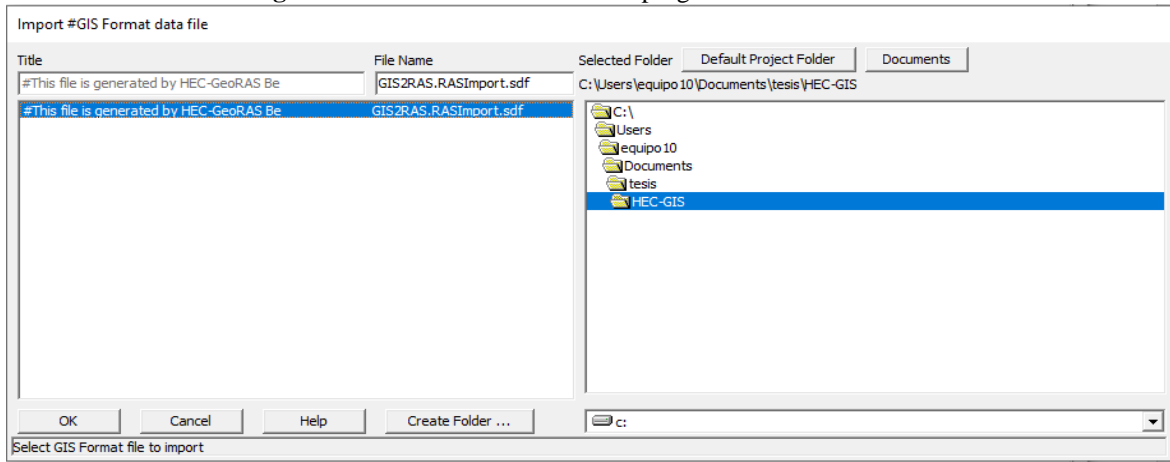 Import #GIS Format data file
Title File Name Selected Folder Default Project Folder Documents
#This file is generated by HEC-GeoRAS Be GIS2RAS.RASImport.sdf C:\Users\equipo10\Documents\tesis\HEC-GIS
#This file is generated by HEC-GeoRAS Be GIS2RAS.RASImport.sdf
C:\
Users
equipo10
Documents
tesis
HEC-GIS
OK Cancel Help Create Folder ... c:
Select GIS Format file to import